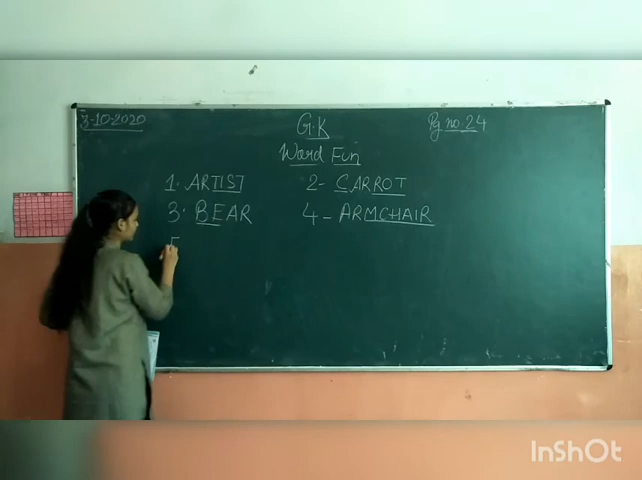 3-10-2020 G.K Pg no. 24
Word Fun
1. ARTIST 2- CARROT
3. BEAR 4- ARMCHAIR
InShOt